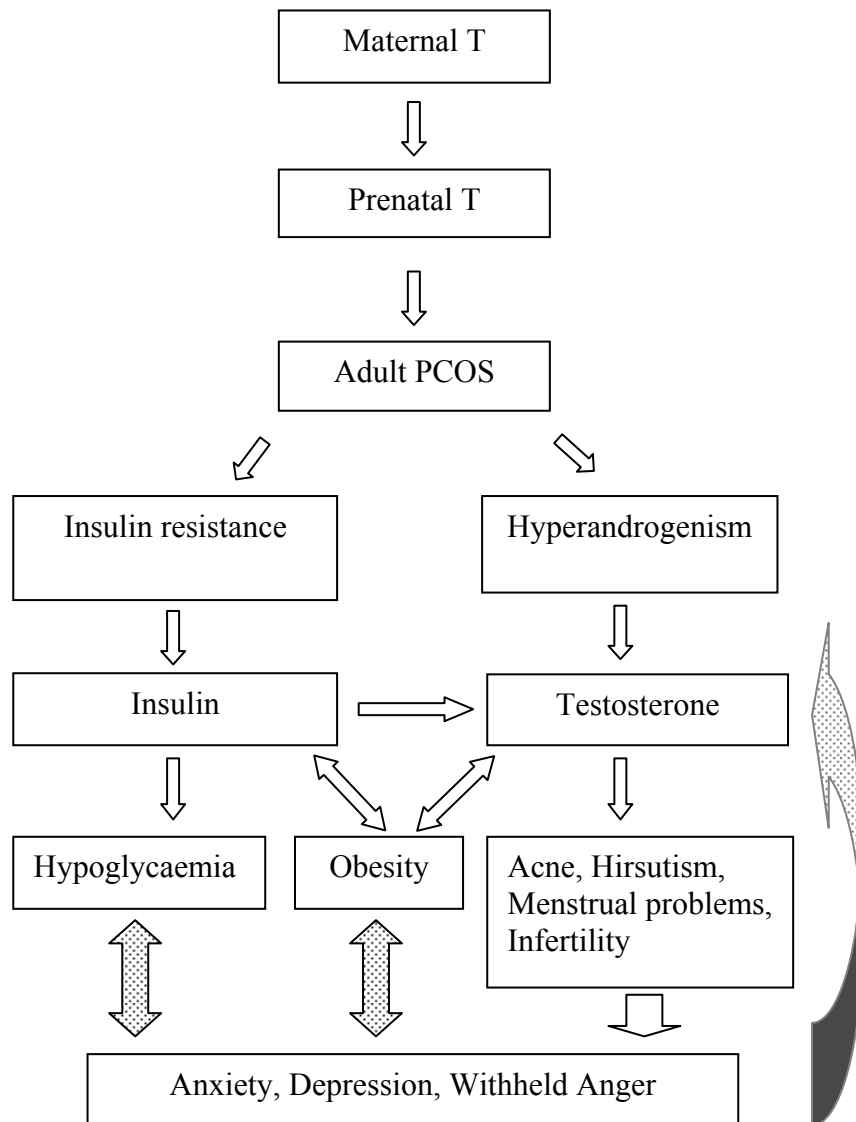 Maternal T
Prenatal T
Adult PCOS
Insulin resistance
Hyperandrogenism
Insulin
Testosterone
Hypoglycaemia
Obesity
Acne, Hirsutism,
Menstrual problems,
Infertility
Anxiety, Depression, Withheld Anger